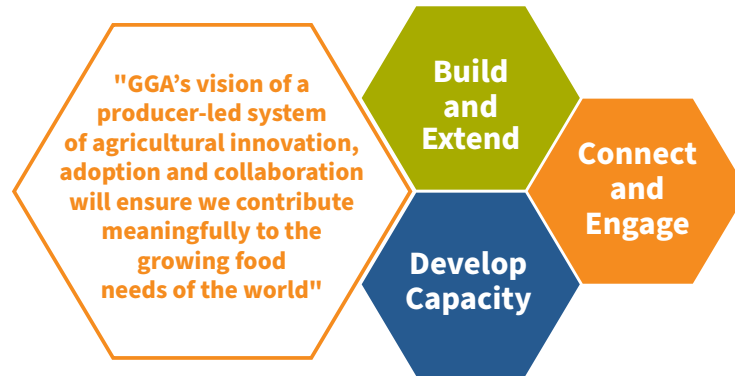 "GGA’s vision of a
producer-led system
of agricultural innovation,
adoption and collaboration
will ensure we contribute
meaningfully to the
growing food
needs of the world"
Build
and
Extend
Connect
and
Engage
Develop
Capacity